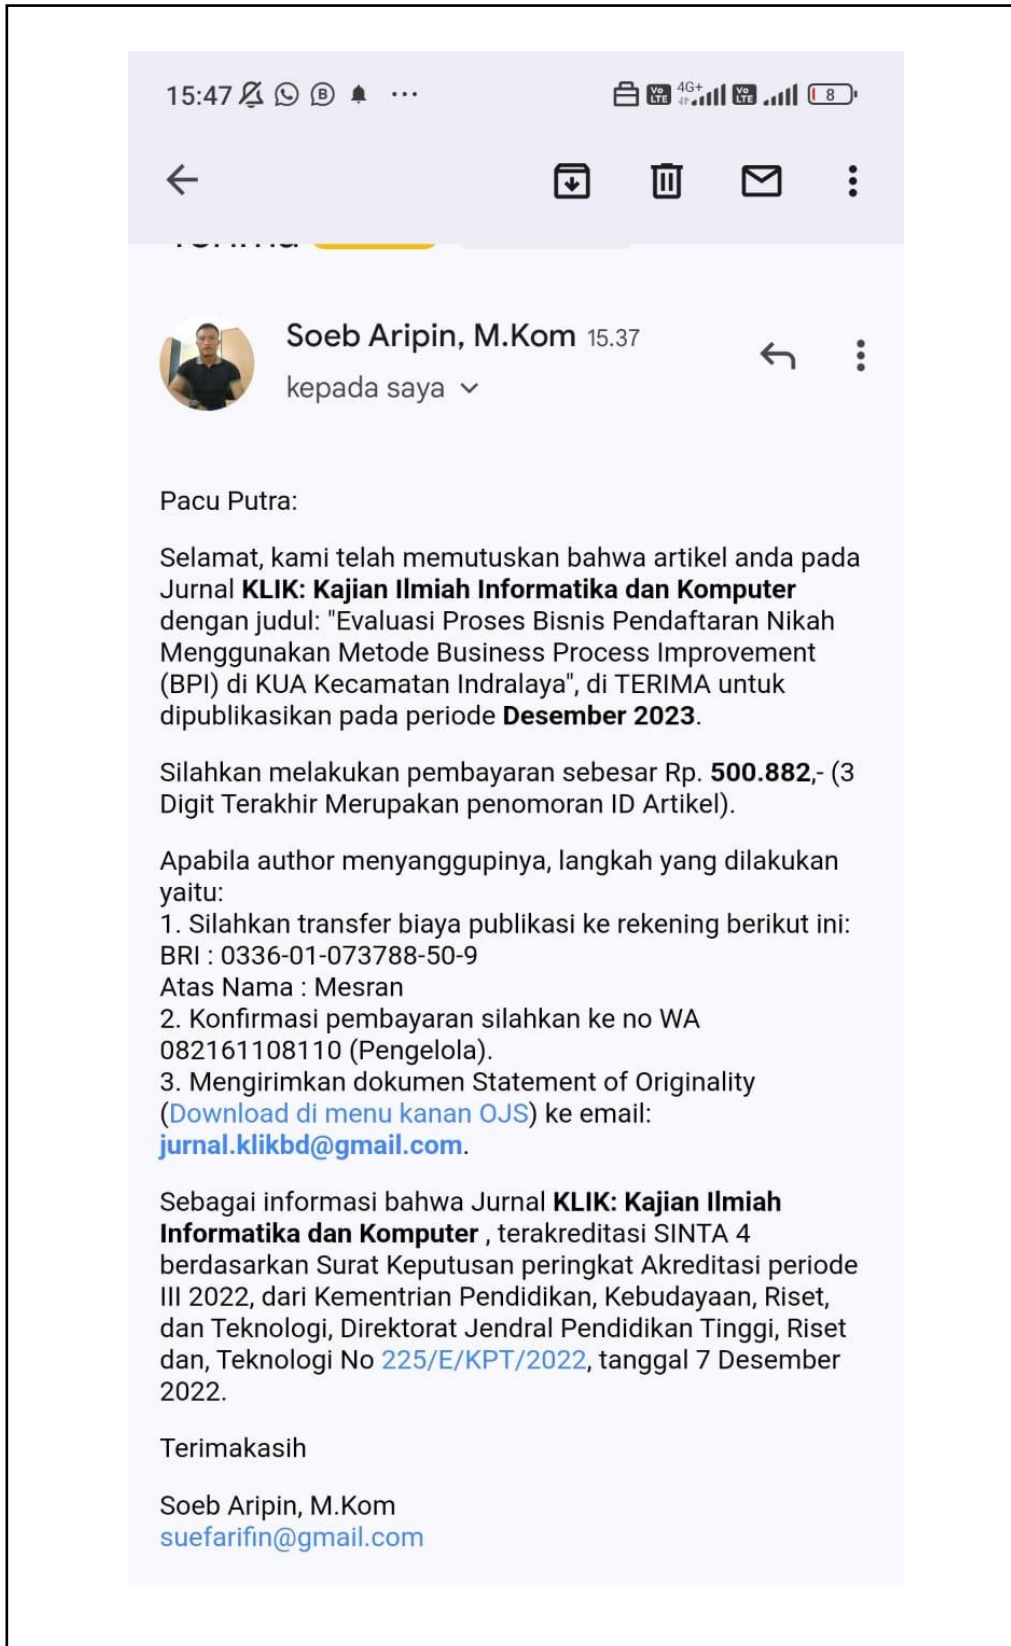 15:47 B ...
Vo LTE 4G+ Vo LTE 8
Soeb Aripin, M.Kom 15.37
kepada saya
Pacu Putra:
Selamat, kami telah memutuskan bahwa artikel anda pada
Jurnal KLIK: Kajian Ilmiah Informatika dan Komputer
dengan judul: "Evaluasi Proses Bisnis Pendaftaran Nikah
Menggunakan Metode Business Process Improvement
(BPI) di KUA Kecamatan Indralaya", di TERIMA untuk
dipublikasikan pada periode Desember 2023.
Silahkan melakukan pembayaran sebesar Rp. 500.882,- (3
Digit Terakhir Merupakan penomoran ID Artikel).
Apabila author menyanggupinya, langkah yang dilakukan
yaitu:
1. Silahkan transfer biaya publikasi ke rekening berikut ini:
BRI : 0336-01-073788-50-9
Atas Nama : Mesran
2. Konfirmasi pembayaran silahkan ke no WA
082161108110 (Pengelola).
3. Mengirimkan dokumen Statement of Originality
(Download di menu kanan OJS) ke email:
jurnal.klikbd@gmail.com.
Sebagai informasi bahwa Jurnal KLIK: Kajian Ilmiah
Informatika dan Komputer , terakreditasi SINTA 4
berdasarkan Surat Keputusan peringkat Akreditasi periode
III 2022, dari Kementrian Pendidikan, Kebudayaan, Riset,
dan Teknologi, Direktorat Jendral Pendidikan Tinggi, Riset
dan, Teknologi No 225/E/KPT/2022, tanggal 7 Desember
2022.
Terimakasih
Soeb Aripin, M.Kom
suefarifin@gmail.com